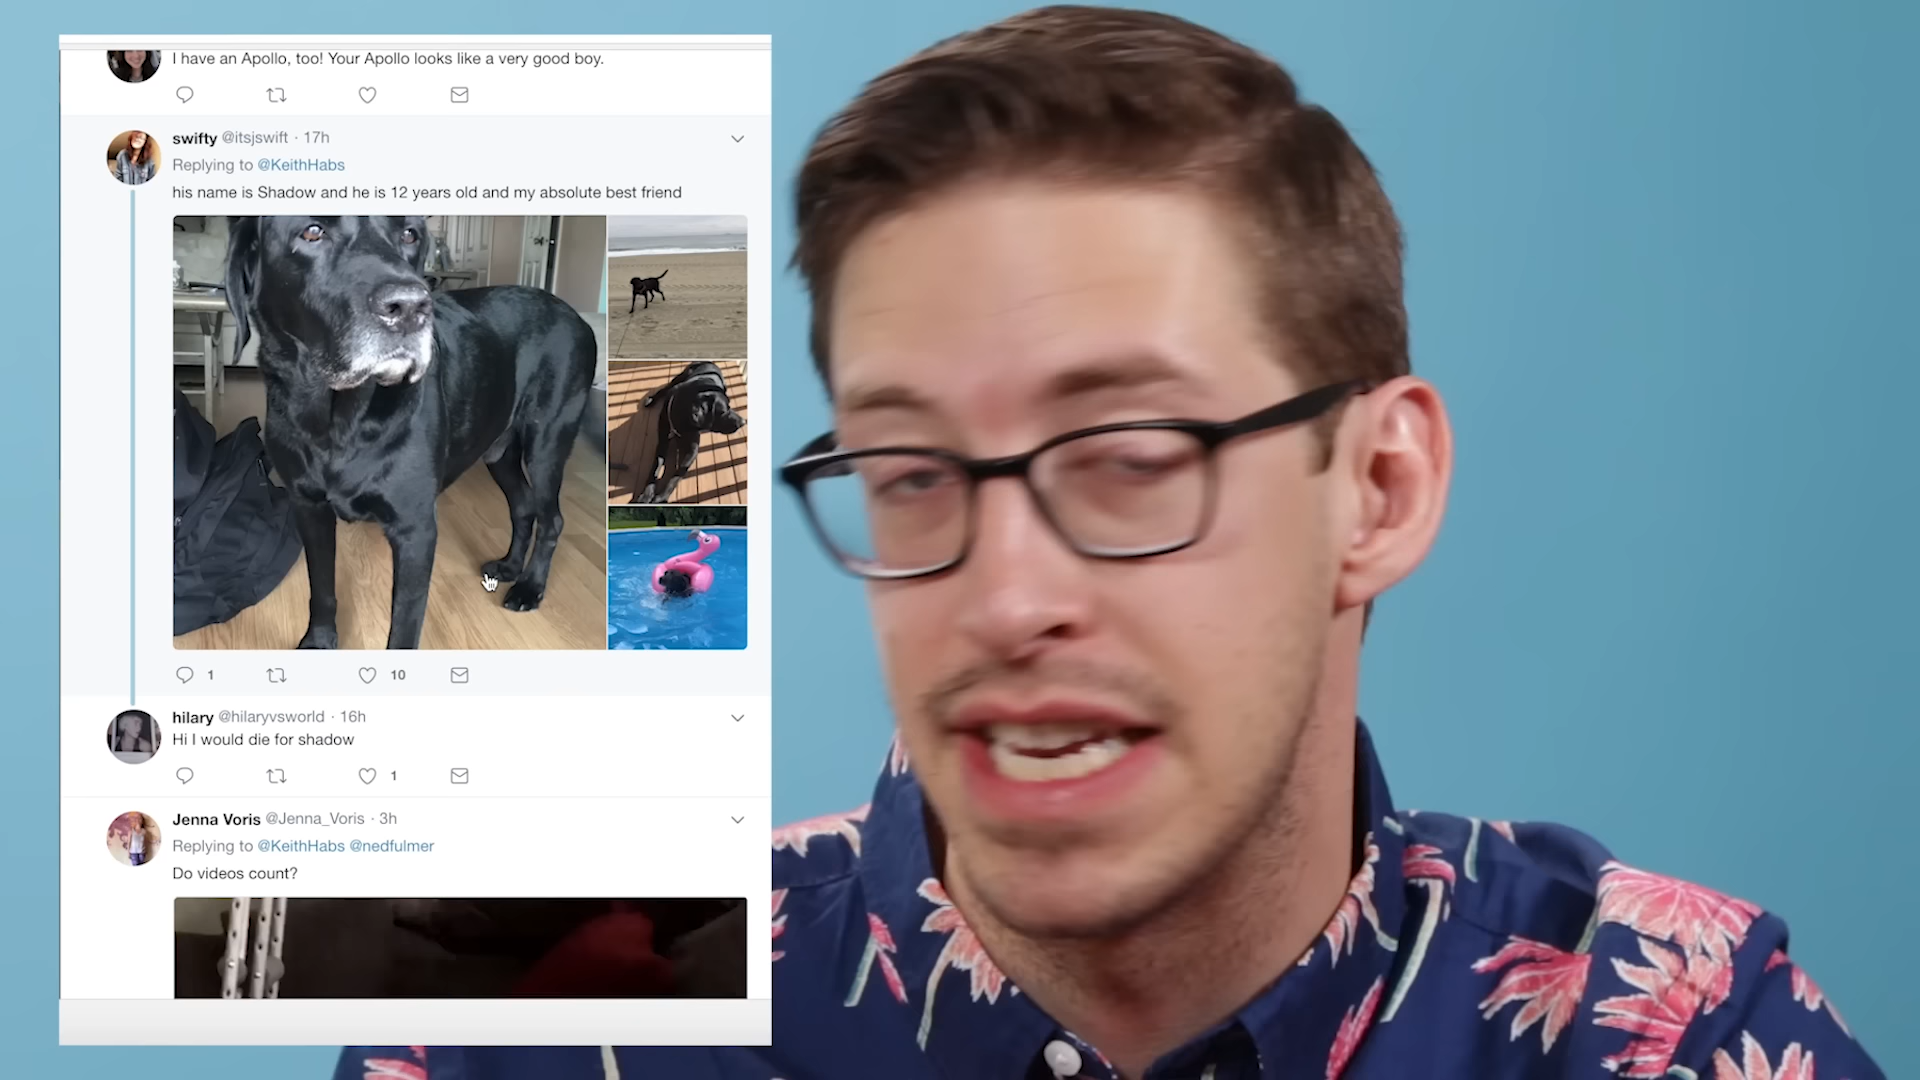 I have an Apollo, too! Your Apollo looks like a very good boy.
swifty @itsjswift · 17h
Replying to @KeithHabs
his name is Shadow and he is 12 years old and my absolute best friend
1 10
hilary @hilaryvsworld · 16h
Hi I would die for shadow
1
Jenna Voris @Jenna_Voris · 3h
Replying to @KeithHabs @nedfulmer
Do videos count?